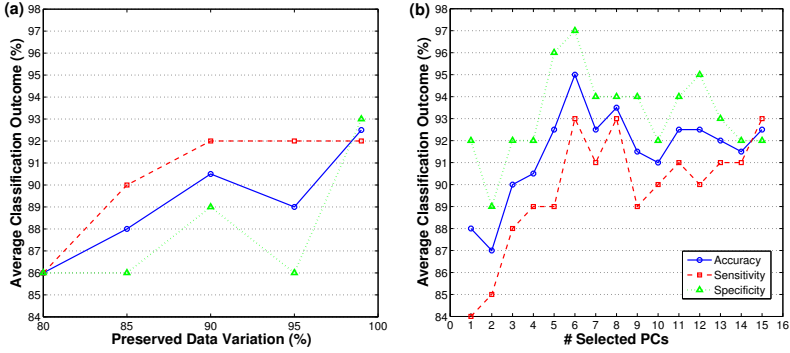 (a)
98
97
96
95
94
93
92
91
90
89
88
87
86
85
84
Average Classification Outcome (%)
80 85 90 95 100
Preserved Data Variation (%)
(b)
98
97
96
95
94
93
92
91
90
89
88
87
86
85
84
Average Classification Outcome (%)
0 1 2 3 4 5 6 7 8 9 10 11 12 13 14 15 16
# Selected PCs
Accuracy
Sensitivity
Specificity